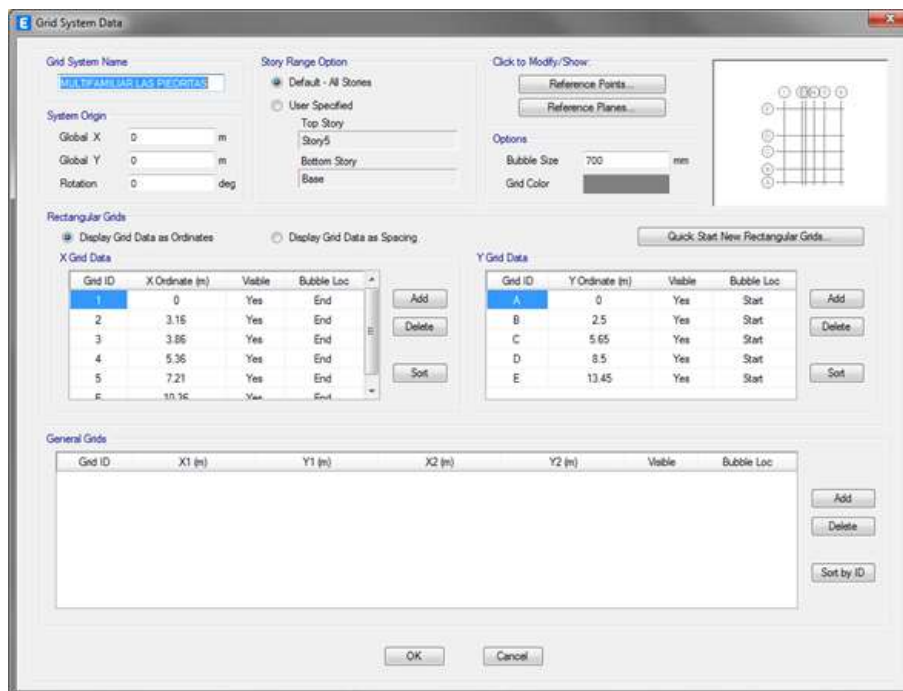 E Grid System Data
Grid System Name
MULTIFAMILIAR LAS PIEDRITAS
System Origin
Global X 0 m
Global Y 0 m
Rotation 0 deg
Story Range Option
Default - All Stories
User Specified
Top Story
Story5
Bottom Story
Base
Click to Modify/Show:
Reference Points...
Reference Planes...
Options
Bubble Size 700 mm
Grid Color
Rectangular Grids
Display Grid Data as Ordinates
Display Grid Data as Spacing
Quick Start New Rectangular Grids...
X Grid Data
Grid ID X Ordinate (m) Visible Bubble Loc
1 0 Yes End
2 3.16 Yes End
3 3.86 Yes End
4 5.36 Yes End
5 7.21 Yes End
6 10.36 Yes End
Add
Delete
Sort
Y Grid Data
Grid ID Y Ordinate (m) Visible Bubble Loc
A 0 Yes Start
B 2.5 Yes Start
C 5.65 Yes Start
D 8.5 Yes Start
E 13.45 Yes Start
Add
Delete
Sort
General Grids
Grid ID X1 (m) Y1 (m) X2 (m) Y2 (m) Visible Bubble Loc
Add
Delete
Sort by ID
OK
Cancel